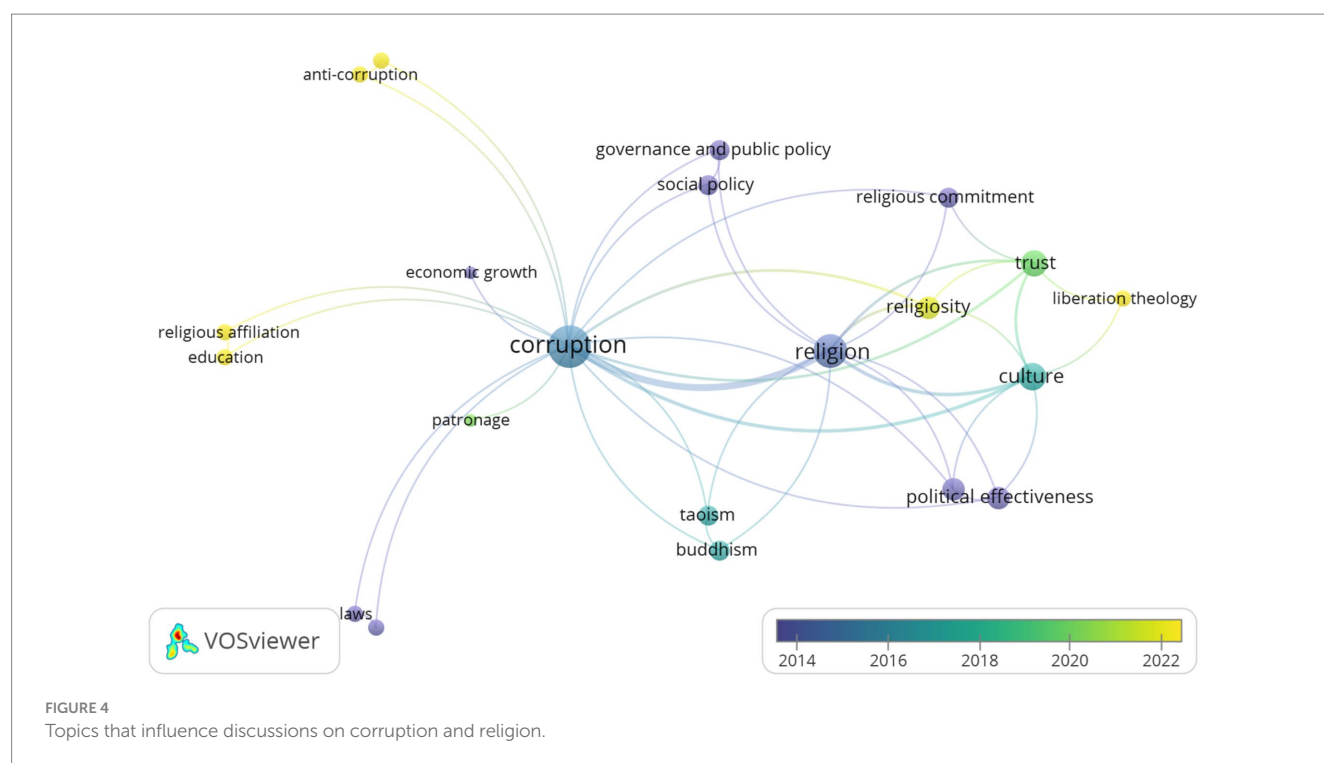 anti-corruption
governance and public policy
social policy
religious commitment
trust
economic growth
liberation theology
religiosity
religious affiliation
education
corruption
religion
culture
patronage
political effectiveness
taoism
buddhism
laws
VOSviewer
2014 2016 2018 2020 2022
FIGURE 4
Topics that influence discussions on corruption and religion.